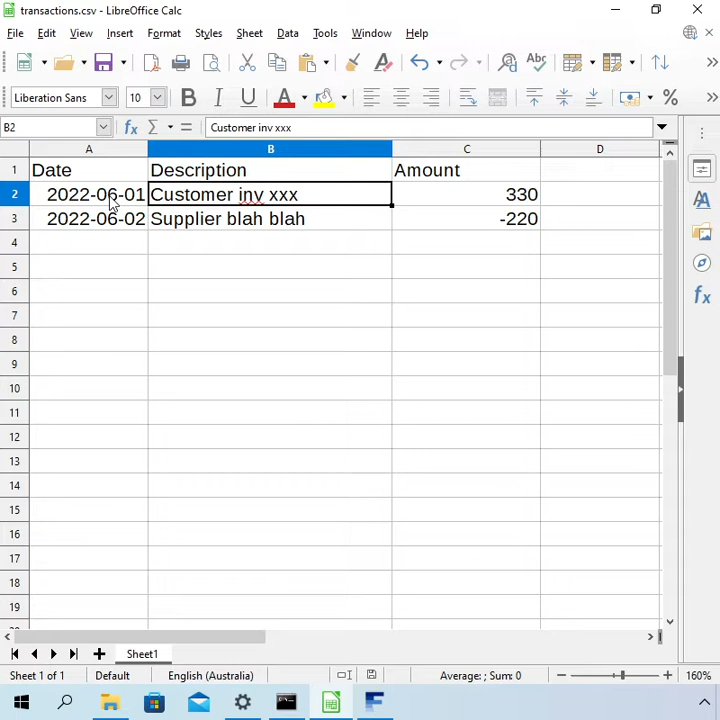 transactions.csv - LibreOffice Calc
File Edit View Insert Format Styles Sheet Data Tools Window Help
Liberation Sans 10
B2 Customer inv xxx
A B C D
1 Date Description Amount
2 2022-06-01 Customer inv xxx 330
3 2022-06-02 Supplier blah blah -220
4
5
6
7
8
9
10
11
12
13
14
15
16
17
18
19
Sheet1
Sheet 1 of 1 Default English (Australia) Average: ; Sum: 0 160%